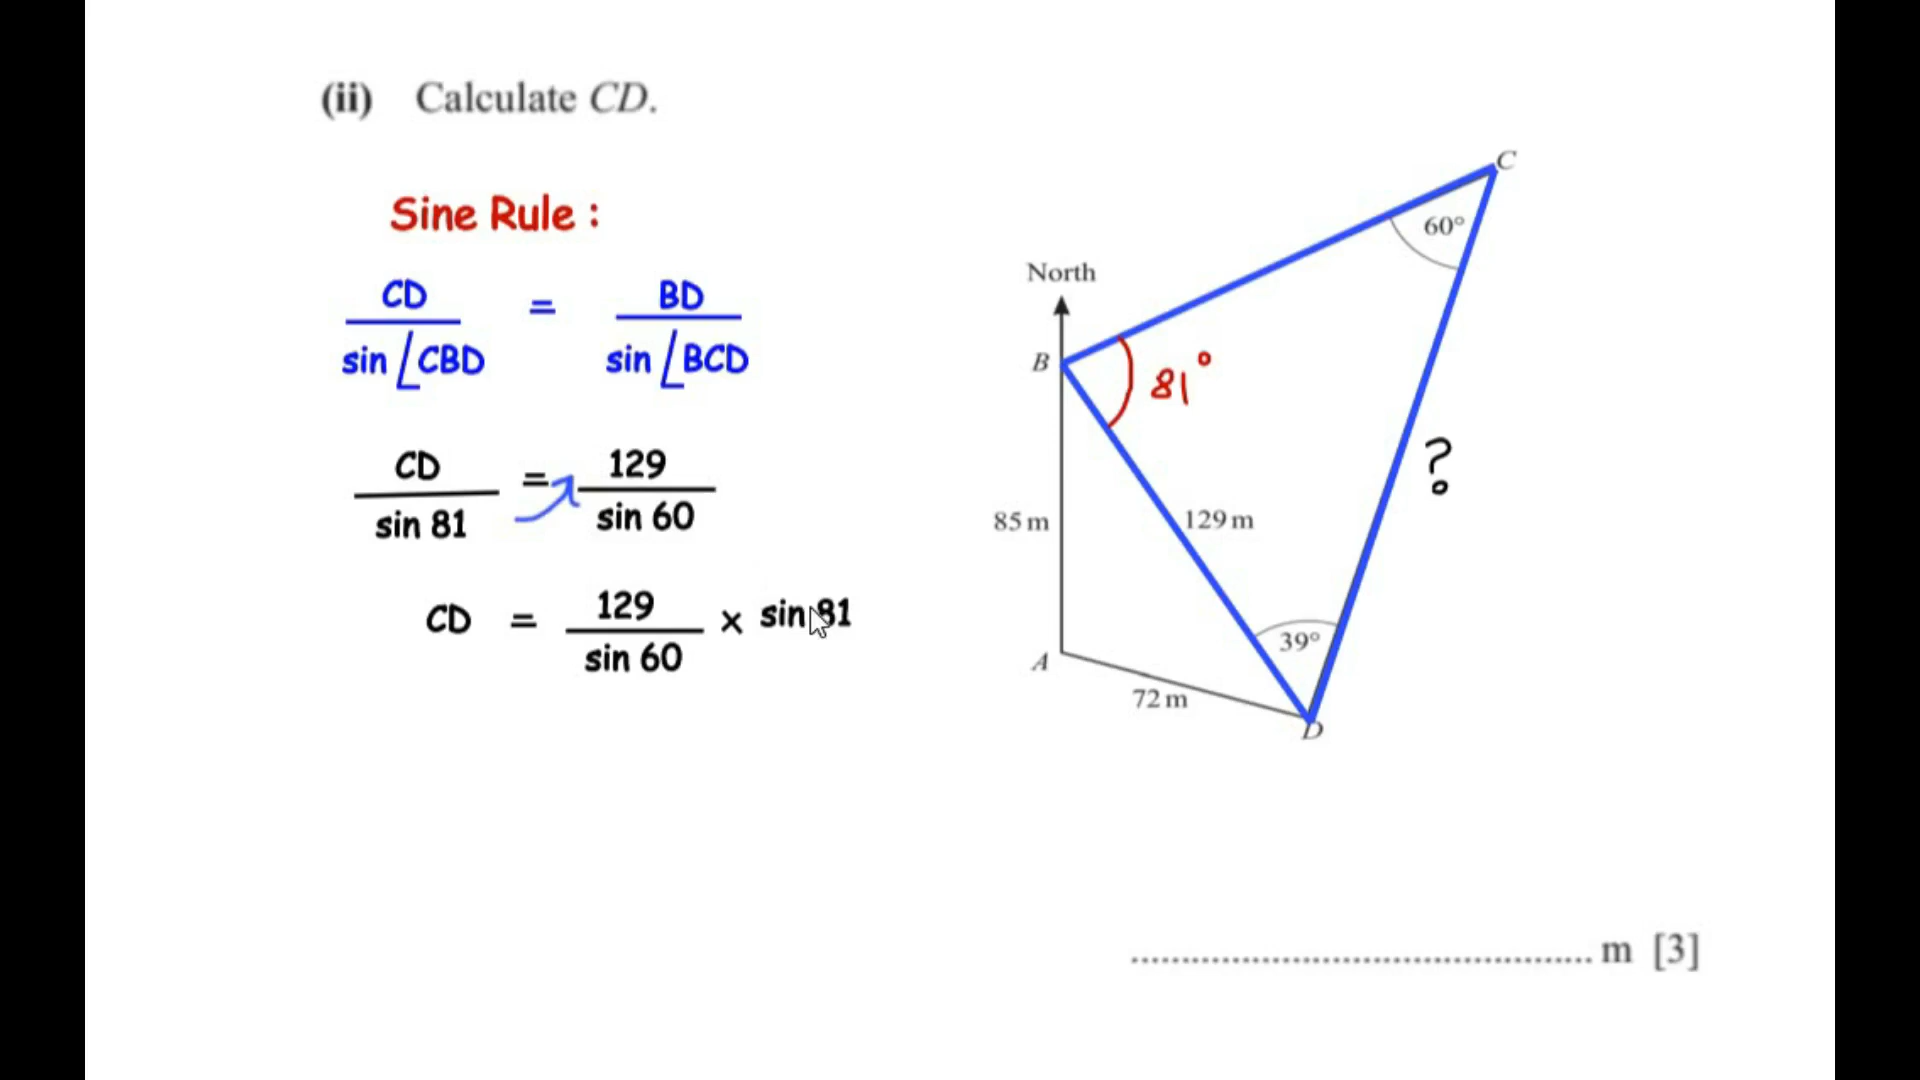 (ii) Calculate CD.
Sine Rule :
CD = BD
sin ∠CBD sin ∠BCD
CD = 129
sin 81 sin 60
CD = 129 × sin 81
sin 60
C
60°
North
B
81°
?
85 m
129 m
39°
A
72 m
D
............................................ m [3]